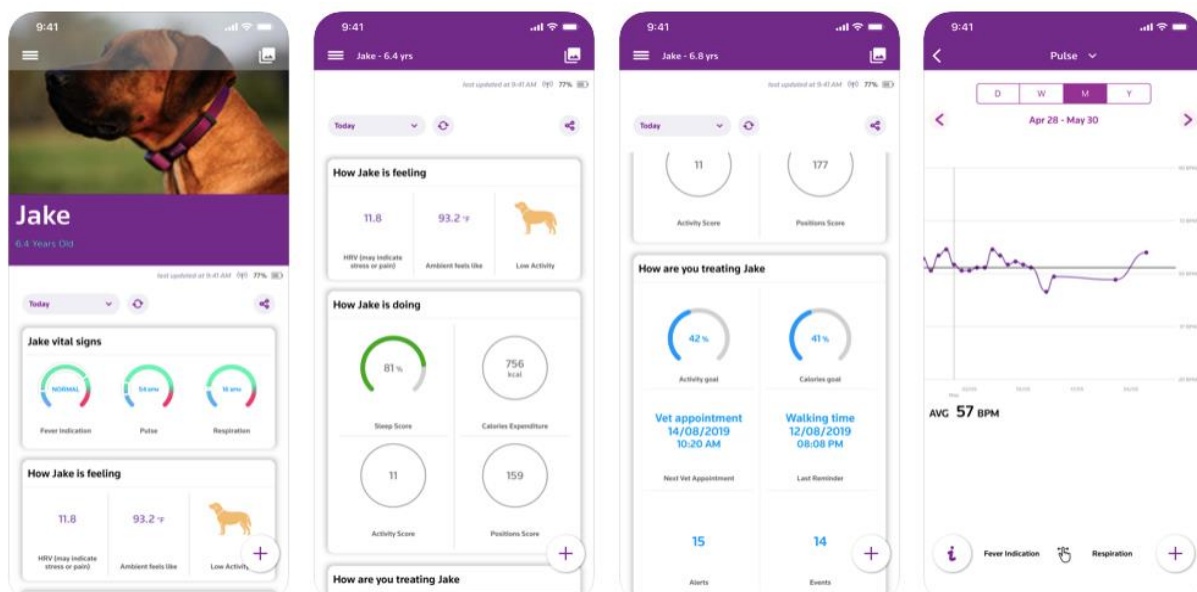 9:41
Jake
6.4 Years Old
last updated at 9:41 AM 77%
Today
Jake vital signs
NORMAL
54 BPM
16 BPM
Fever Indication
Pulse
Respiration
How Jake is feeling
11.8
93.2 °F
HRV (may indicate
stress or pain)
Ambient feels like
Low Activity
9:41
Jake - 6.4 yrs
last updated at 9:41 AM 77%
Today
How Jake is feeling
11.8
93.2 °F
HRV (may indicate
stress or pain)
Ambient feels like
Low Activity
How Jake is doing
81 %
756
kcal
Sleep Score
Calories Expenditure
11
159
Activity Score
Positions Score
How are you treating Jake
9:41
Jake - 6.8 yrs
last updated at 9:41 AM 77%
Today
11
177
Activity Score
Positions Score
How are you treating Jake
42 %
41 %
Activity goal
Calories goal
Vet appointment
14/08/2019
10:20 AM
Walking time
12/08/2019
08:08 PM
Next Vet Appointment
Last Reminder
15
14
Alerts
Events
9:41
Pulse
D W M Y
Apr 28 - May 30
AVG 57 BPM
i
Fever Indication
Respiration